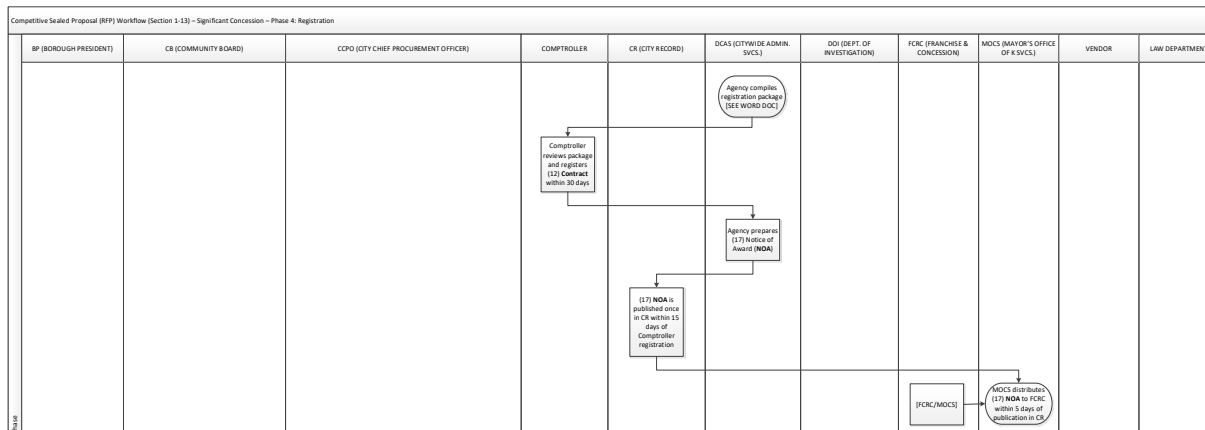 Competitive Sealed Proposal (RFP) Workflow (Section 1-13) – Significant Concession – Phase 4: Registration
BP (BOROUGH PRESIDENT)
CB (COMMUNITY BOARD)
CCPO (CITY CHIEF PROCUREMENT OFFICER)
COMPTROLLER
CR (CITY RECORD)
DCAS (CITYWIDE ADMIN.
SVCS.)
DOI (DEPT. OF
INVESTIGATION)
FCRC (FRANCHISE &
CONCESSION)
MOCS (MAYOR'S OFFICE
OF K SVCS.)
VENDOR
LAW DEPARTMENT
Agency compiles
registration package
[SEE WORD DOC]
Comptroller
reviews package
and registers
(12) Contract
within 30 days
Agency prepares
(17) Notice of
Award (NOA)
(17) NOA is
published once
in CR within 15
days of
Comptroller
registration
[FCRC/MOCS]
MOCS distributes
(17) NOA to FCRC
within 5 days of
publication in CR
hase